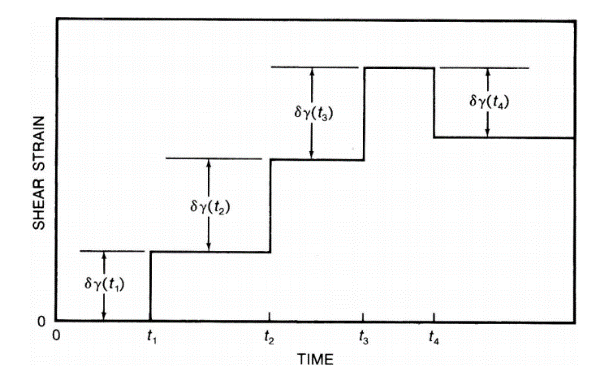 δγ(t₃)
δγ(t₄)
δγ(t₂)
δγ(t₁)
SHEAR STRAIN
0
0 t₁ t₂ t₃ t₄
TIME